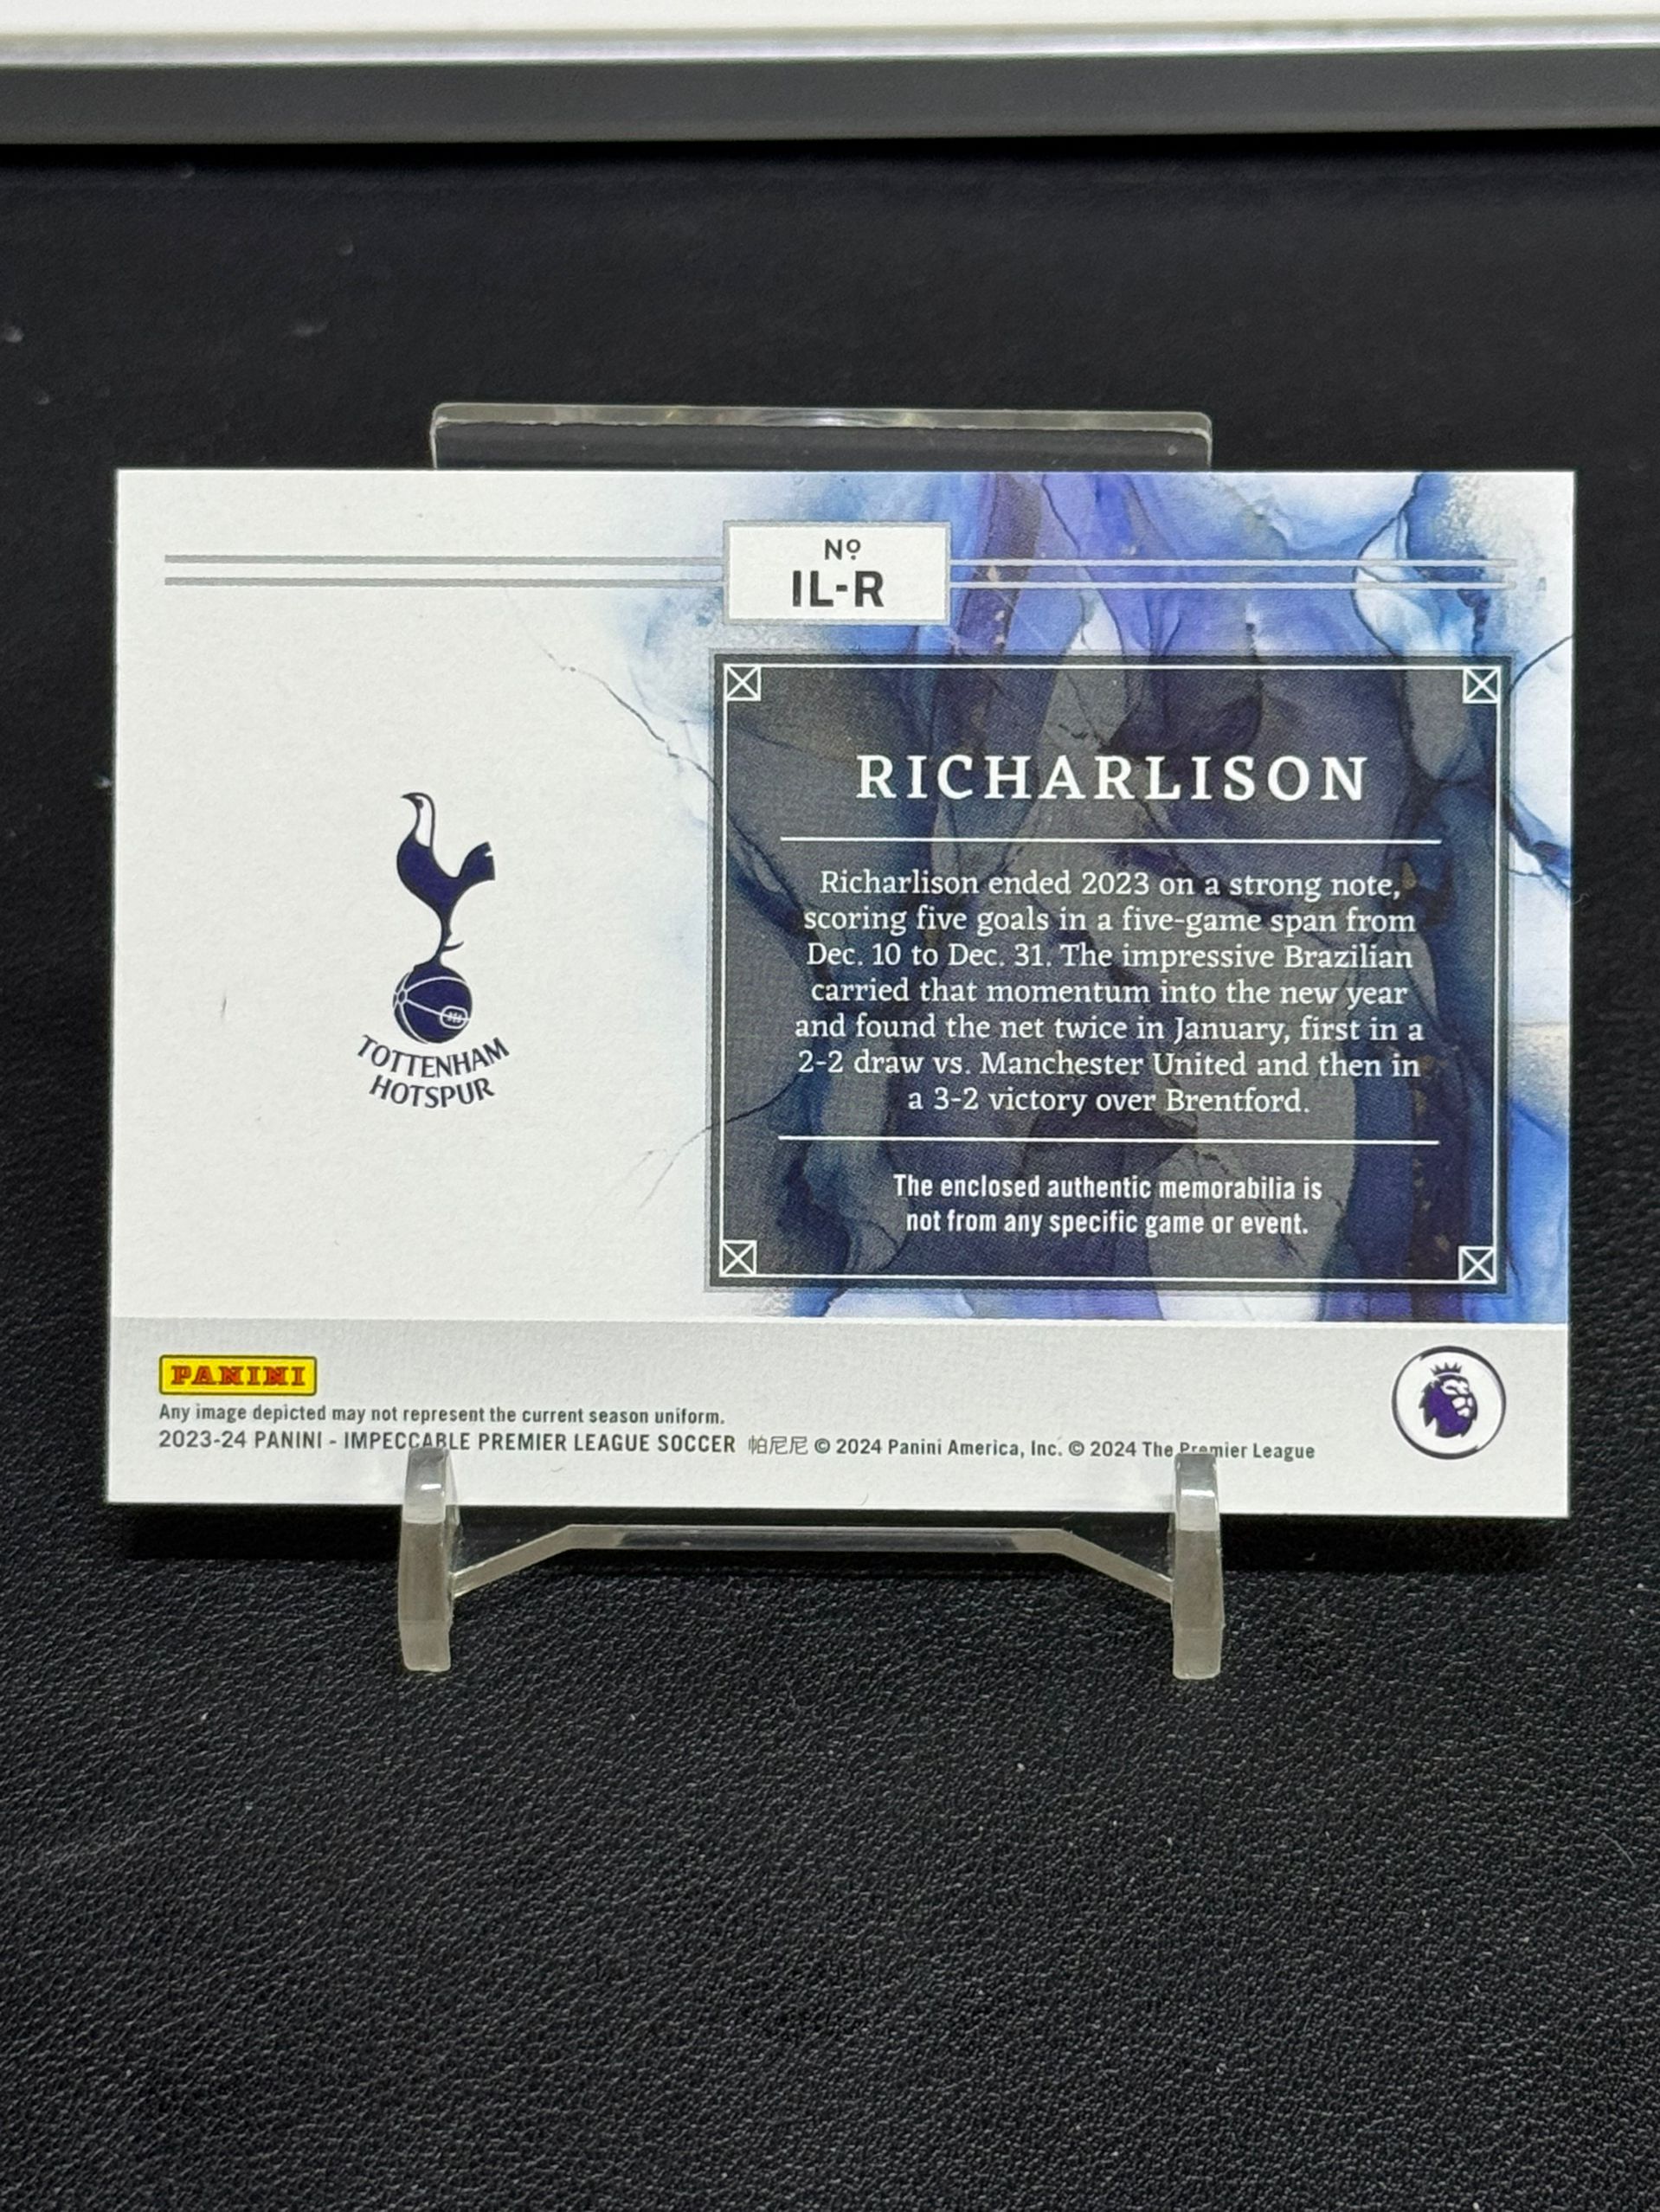 Nº
IL-R
RICHARLISON
Richarlison ended 2023 on a strong note,
scoring five goals in a five-game span from
Dec. 10 to Dec. 31. The impressive Brazilian
carried that momentum into the new year
and found the net twice in January, first in a
2-2 draw vs. Manchester United and then in
a 3-2 victory over Brentford.
The enclosed authentic memorabilia is
not from any specific game or event.
TOTTENHAM
HOTSPUR
PANINI
Any image depicted may not represent the current season uniform.
2023-24 PANINI - IMPECCABLE PREMIER LEAGUE SOCCER 帕尼尼 © 2024 Panini America, Inc. © 2024 The Premier League